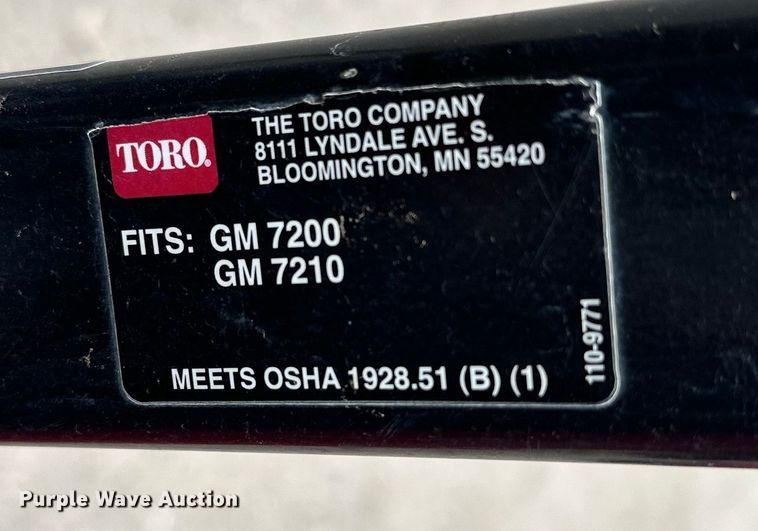 TORO.
THE TORO COMPANY
8111 LYNDALE AVE. S.
BLOOMINGTON, MN 55420
FITS: GM 7200
GM 7210
110-9771
MEETS OSHA 1928.51 (B) (1)
Purple Wave Auction